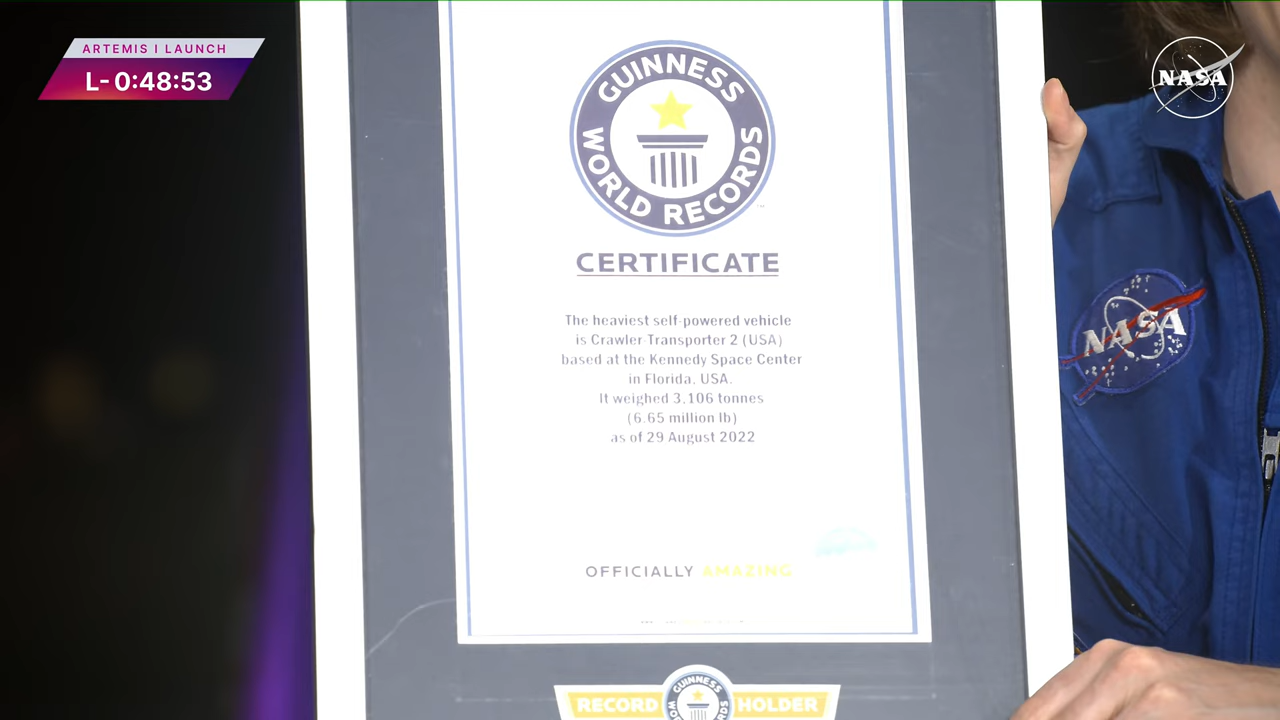 ARTEMIS I LAUNCH
L- 0:48:53
NASA
GUINNESS
WORLD RECORDS
CERTIFICATE
The heaviest self-powered vehicle
is Crawler-Transporter 2 (USA)
based at the Kennedy Space Center
in Florida, USA.
It weighed 3,106 tonnes
(6.65 million lb)
as of 29 August 2022
NASA
OFFICIALLY AMAZING
RECORD HOLDER
GUINNESS